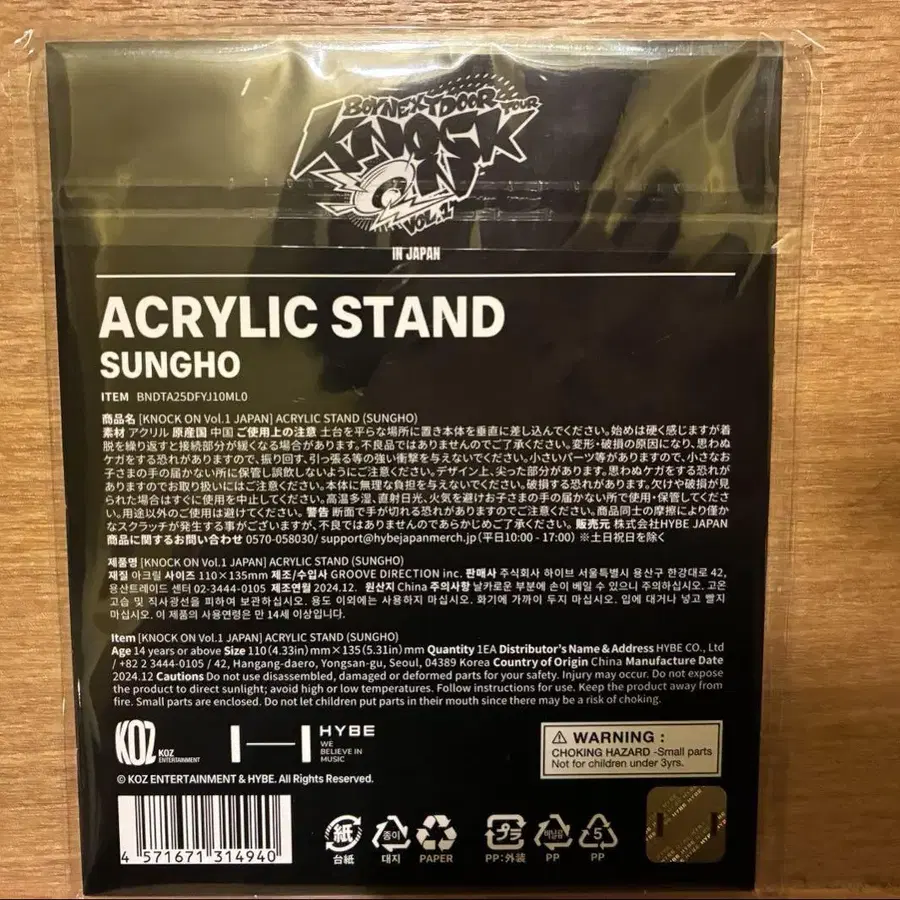 BOYNEXTDOOR TOUR
KNOCK
ON
VOL.1
IN JAPAN
ACRYLIC STAND
SUNGHO
ITEM BNDTA25DFYJ10ML0
商品名 [KNOCK ON Vol.1 JAPAN] ACRYLIC STAND (SUNGHO)
素材 アクリル 原産国 中国 ご使用上の注意 土台を平らな場所に置き本体を垂直に差し込んでください。始めは硬く感じますが着
脱を繰り返すと接続部分が緩くなる場合があります。不良品ではありませんのでご了承ください。変形・破損の原因になり、思わぬ
ケガをする恐れがありますので、振り回す、引っ張る等の強い衝撃を与えないでください。小さいパーツ等がありますので、小さなお
子さまの手の届かない所に保管し誤飲しないようにご注意ください。デザイン上、尖った部分があります。思わぬケガをする恐れが
ありますのでお取り扱いにはご注意ください。本体に無理な負担を与えないでください。破損する恐れがあります。欠けや破損が見
られた場合はすぐに使用を中止してください。高温多湿、直射日光、火気を避けお子さまの手の届かない所で使用・保管してくださ
い。用途以外のご使用は避けてください。 警告 断面で手が切れる恐れがありますのでご注意ください。商品同士の摩擦により僅か
なスクラッチが発生する事がございますが、不良ではありませんのであらかじめご了承ください。 販売元 株式会社HYBE JAPAN
商品に関するお問い合わせ 0570-058030/ support@hybejapanmerch.jp (平日10:00 - 17:00) ※土日祝日を除く
제품명 [KNOCK ON Vol.1 JAPAN] ACRYLIC STAND (SUNGHO)
재질 아크릴 사이즈 110×135mm 제조/수입사 GROOVE DIRECTION inc. 판매사 주식회사 하이브 서울특별시 용산구 한강대로 42,
용산트레이드 센터 02-3444-0105 제조연월 2024.12. 원산지 China 주의사항 날카로운 부분에 손이 베일 수 있으니 주의하십시오. 고온
고습 및 직사광선을 피하여 보관하십시오. 용도 이외에는 사용하지 마십시오. 화기에 가까이 두지 마십시오. 입에 대거나 넣고 빨지
마십시오. 이 제품의 사용연령은 만 14세 이상입니다.
Item [KNOCK ON Vol.1 JAPAN] ACRYLIC STAND (SUNGHO)
Age 14 years or above Size 110 (4.33in) mm×135 (5.31in) mm Quantity 1EA Distributor's Name & Address HYBE CO., Ltd
/ +82 2 3444-0105 / 42, Hangang-daero, Yongsan-gu, Seoul, 04389 Korea Country of Origin China Manufacture Date
2024.12 Cautions Do not use disassembled, damaged or deformed parts for your safety. Injury may occur. Do not expose
the product to direct sunlight; avoid high or low temperatures. Follow instructions for use. Keep the product away from
fire. Small parts are enclosed. Do not let children put parts in their mouth since there may be a risk of choking.
KOZ KOZ ENTERTAINMENT
HYBE
WE
BELIEVE IN
MUSIC
WARNING :
CHOKING HAZARD -Small parts
Not for children under 3yrs.
© KOZ ENTERTAINMENT & HYBE. All Rights Reserved.
4 571671 314940
紙 台紙
종이 대지
PAPER
プラ PP:外装
비닐류 PP
5 PP
HYBE HYBE